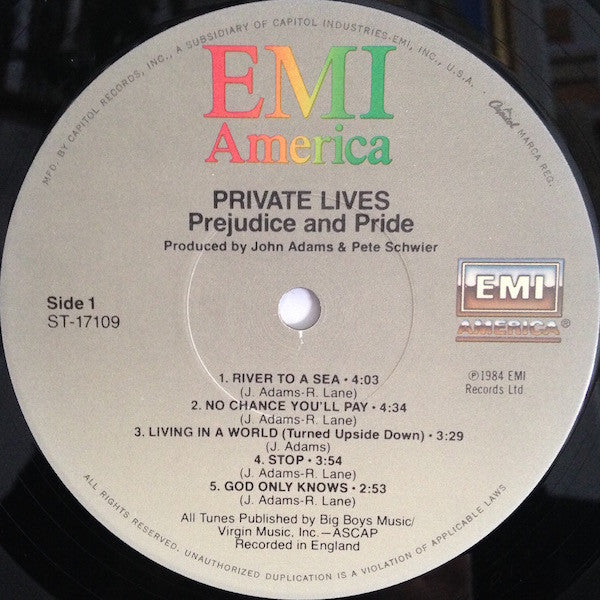 MFD. BY CAPITOL RECORDS, INC., A SUBSIDIARY OF CAPITOL INDUSTRIES-EMI, INC., U.S.A.
Capitol MARCA REG.
EMI
America
PRIVATE LIVES
Prejudice and Pride
Produced by John Adams & Pete Schwier
Side 1
ST-17109
EMI
AMERICA®
℗1984 EMI
Records Ltd.
1. RIVER TO A SEA • 4:03
(J. Adams-R. Lane)
2. NO CHANCE YOU'LL PAY • 4:34
(J. Adams-R. Lane)
3. LIVING IN A WORLD (Turned Upside Down) • 3:29
(J. Adams)
4. STOP • 3:54
(J. Adams-R. Lane)
5. GOD ONLY KNOWS • 2:53
(J. Adams-R. Lane)
All Tunes Published by Big Boys Music/
Virgin Music, Inc.—ASCAP
Recorded in England
ALL RIGHTS RESERVED. UNAUTHORIZED DUPLICATION IS A VIOLATION OF APPLICABLE LAWS